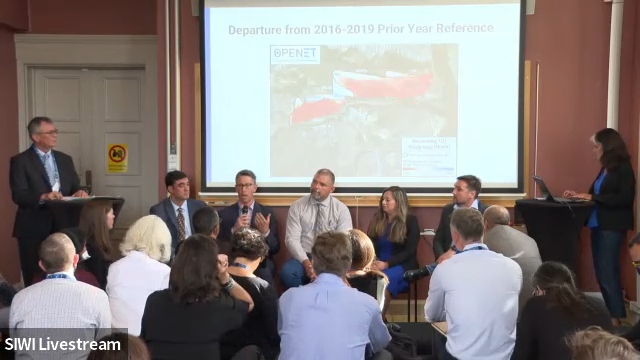 Departure from 2016-2019 Prior Year Reference
OPENET
SIWI Livestream